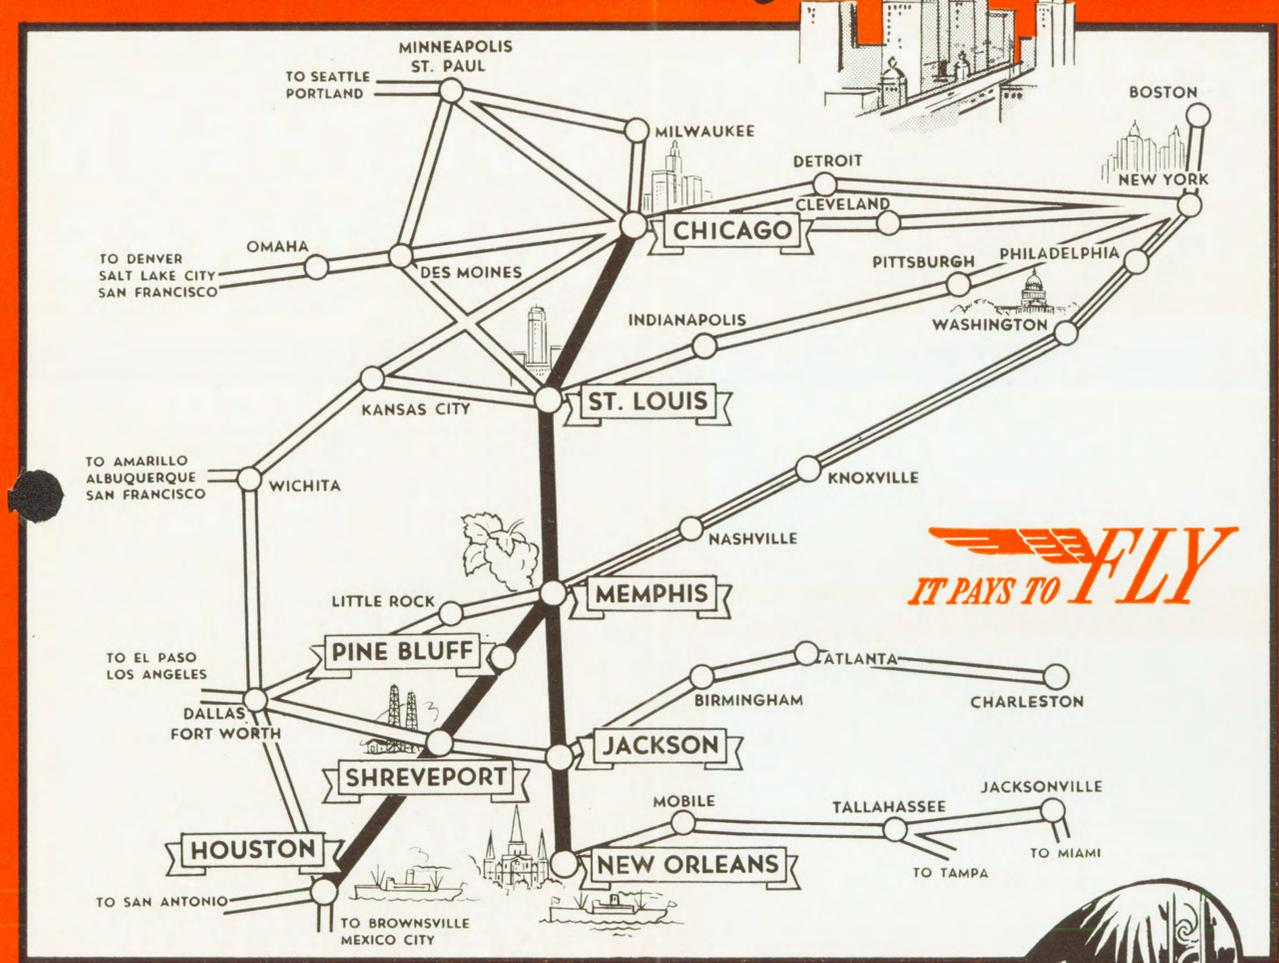 MINNEAPOLIS
ST. PAUL
TO SEATTLE
PORTLAND
BOSTON
MILWAUKEE
DETROIT
NEW YORK
CLEVELAND
CHICAGO
OMAHA
TO DENVER
SALT LAKE CITY
SAN FRANCISCO
DES MOINES
PITTSBURGH
PHILADELPHIA
INDIANAPOLIS
WASHINGTON
KANSAS CITY
ST. LOUIS
TO AMARILLO
ALBUQUERQUE
SAN FRANCISCO
WICHITA
KNOXVILLE
NASHVILLE
IT PAYS TO FLY
LITTLE ROCK
MEMPHIS
PINE BLUFF
TO EL PASO
LOS ANGELES
ATLANTA
BIRMINGHAM
CHARLESTON
DALLAS
FORT WORTH
JACKSON
SHREVEPORT
JACKSONVILLE
MOBILE
TALLAHASSEE
HOUSTON
TO MIAMI
NEW ORLEANS
TO TAMPA
TO SAN ANTONIO
TO BROWNSVILLE
MEXICO CITY